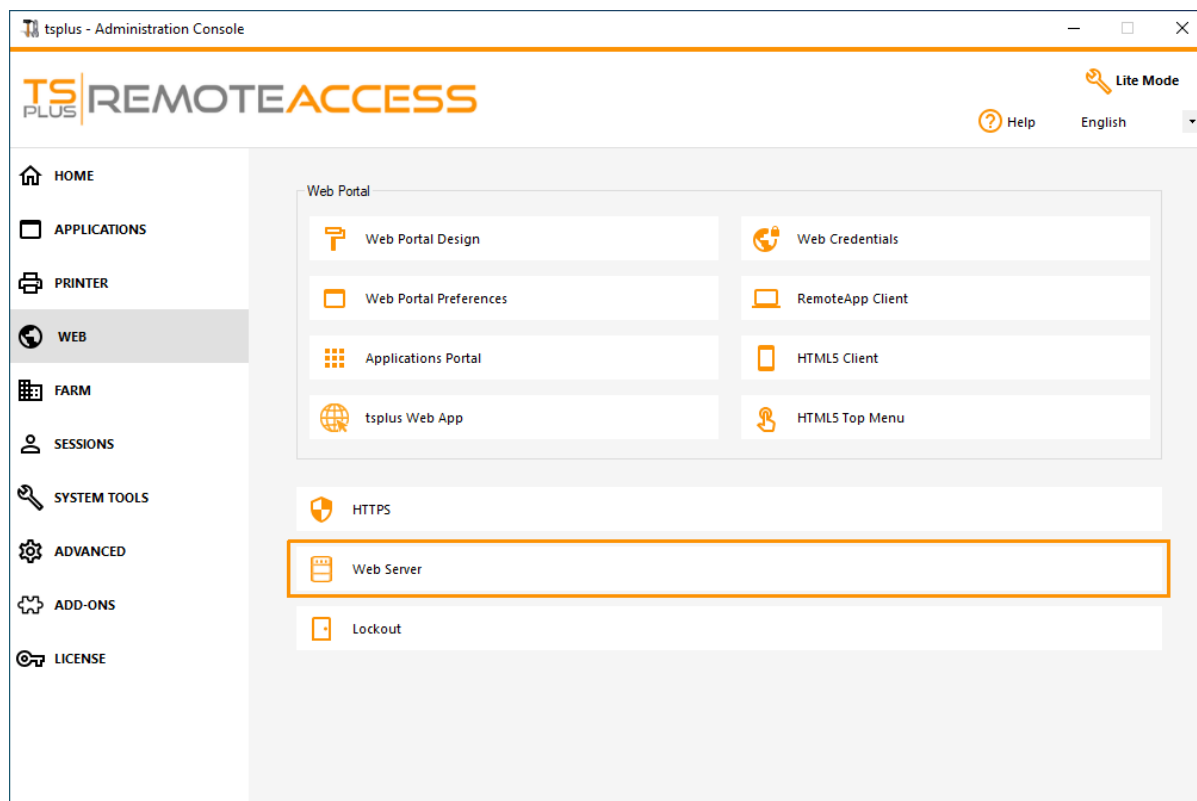 tsplus - Administration Console
TS PLUS REMOTEACCESS
Lite Mode
Help
English
HOME
APPLICATIONS
PRINTER
WEB
FARM
SESSIONS
SYSTEM TOOLS
ADVANCED
ADD-ONS
LICENSE
Web Portal
Web Portal Design
Web Credentials
Web Portal Preferences
RemoteApp Client
Applications Portal
HTML5 Client
tsplus Web App
HTML5 Top Menu
HTTPS
Web Server
Lockout